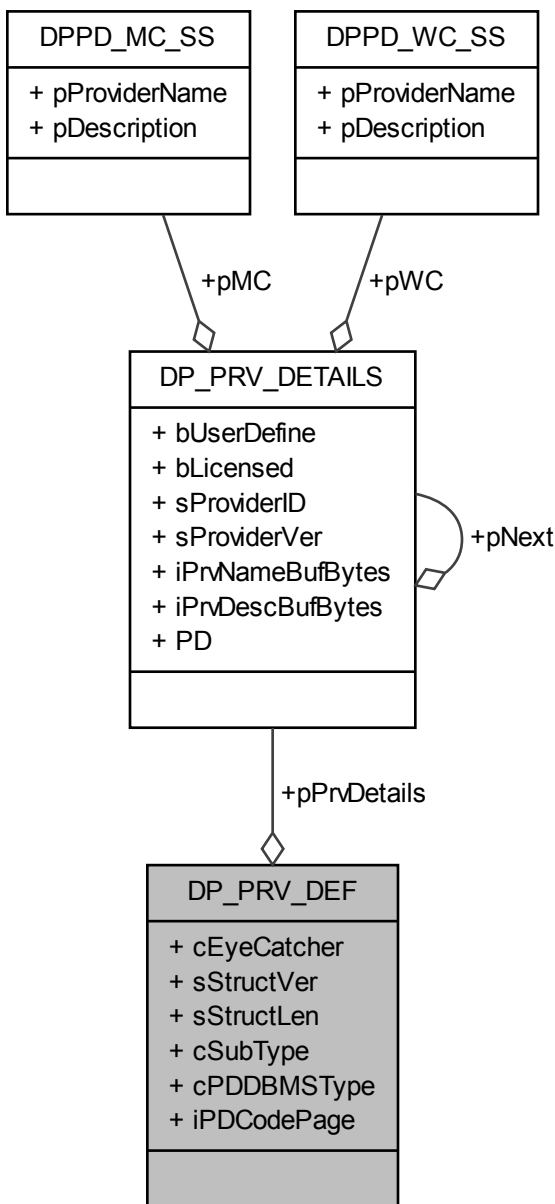 DPPD_MC_SS
+ pProviderName
+ pDescription
DPPD_WC_SS
+ pProviderName
+ pDescription
+pMC
+pWC
DP_PRV_DETAILS
+ bUserDefine
+ bLicensed
+ sProviderID
+ sProviderVer
+ iPrvNameBufBytes
+ iPrvDescBufBytes
+ PD
+pNext
+pPrvDetails
DP_PRV_DEF
+ cEyeCatcher
+ sStructVer
+ sStructLen
+ cSubType
+ cPDDBMSType
+ iPDCodePage